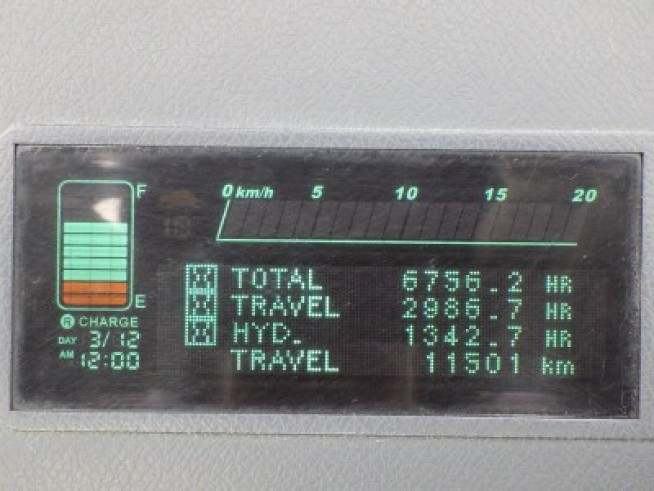 F
0 km/h 5 10 15 20
E
R CHARGE
DAY 3/12
AM 12:00
TOTAL 6756.2 HR
TRAVEL 2986.7 HR
HYD. 1342.7 HR
TRAVEL 11501 km